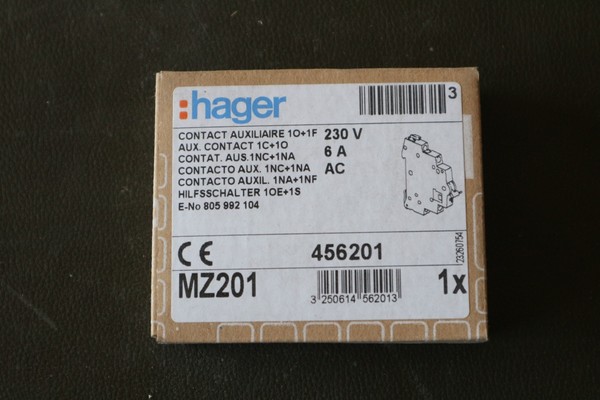 :hager
3
CONTACT AUXILIAIRE 1O+1F 230 V
AUX. CONTACT 1C+1O 6 A
CONTAT. AUS.1NC+1NA AC
CONTACTO AUX. 1NC+1NA
CONTACTO AUXIL. 1NA+1NF
HILFSSCHALTER 1OE+1S
E-No 805 992 104
23260754
CE 456201
MZ201
3 250614 562013
1x